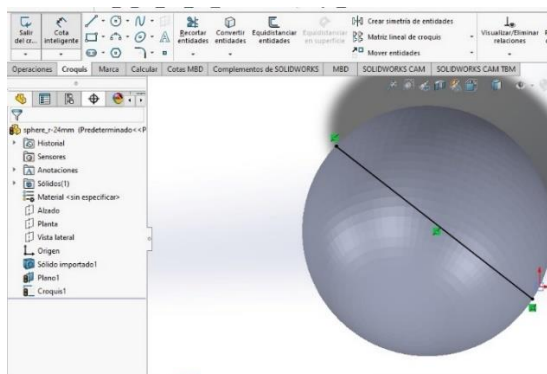 Salir del cr...
Cota inteligente
Recortar entidades
Convertir entidades
Equidistanciar entidades
Equidistanciar en superficie
Crear simetría de entidades
Matriz lineal de croquis
Mover entidades
Visualizar/Eliminar relaciones
Operaciones Croquis Marca Calcular Cotas MBD Complementos de SOLIDWORKS MBD SOLIDWORKS CAM SOLIDWORKS CAM TBM
sphere_r-24mm (Predeterminado<<P
Historial
Sensores
Anotaciones
Sólidos(1)
Material <sin especificar>
Alzado
Planta
Vista lateral
Origen
Sólido importado1
Plano1
Croquis1